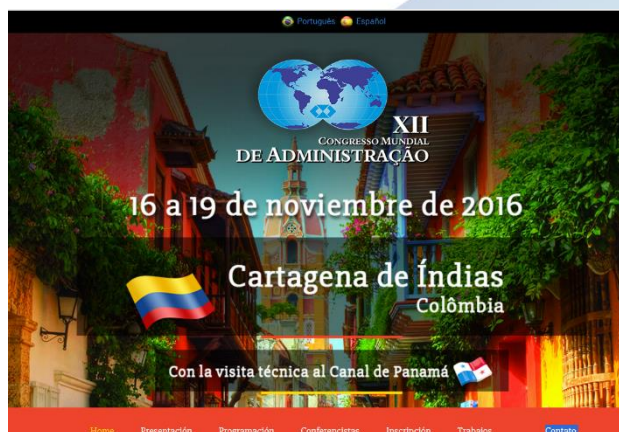 Português Español
XII
CONGRESSO MUNDIAL
DE ADMINISTRAÇÃO
16 a 19 de noviembre de 2016
Cartagena de Índias
Colômbia
Con la visita técnica al Canal de Panamá
Home Presentación Programación Conferencistas Inscripción Trabajos Contato